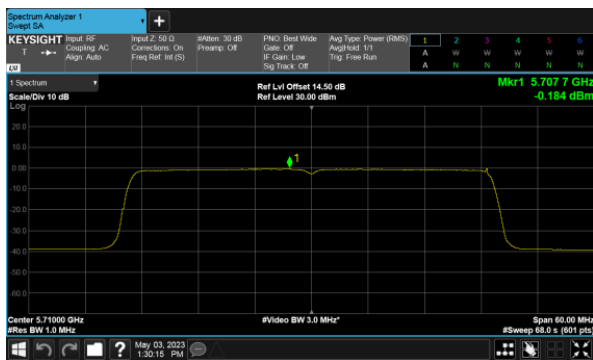 Spectrum Analyzer 1
Swept SA
+
KEYSIGHT Input: RF Input Z: 50 Ω #Atten: 30 dB PNO: Best Wide Avg Type: Power (RMS) 1 2 3 4 5 6
T Coupling: AC Corrections: On Preamp: Off Gate: Off Avg|Hold: 1/1 A W W W W W
Align: Auto Freq Ref: Int (S) IF Gain: Low Trig: Free Run
LXI Sig Track: Off A N N N N N
1 Spectrum Ref Lvl Offset 14.50 dB Mkr1 5.707 7 GHz
Scale/Div 10 dB Ref Level 30.00 dBm -0.184 dBm
Log
20.0
10.0
1
0.00
-10.0
-20.0
-30.0
-40.0
-50.0
-60.0
Center 5.71000 GHz #Video BW 3.0 MHz* Span 60.00 MHz
#Res BW 1.0 MHz #Sweep 68.0 s (601 pts)
? May 03, 2023
1:30:15 PM